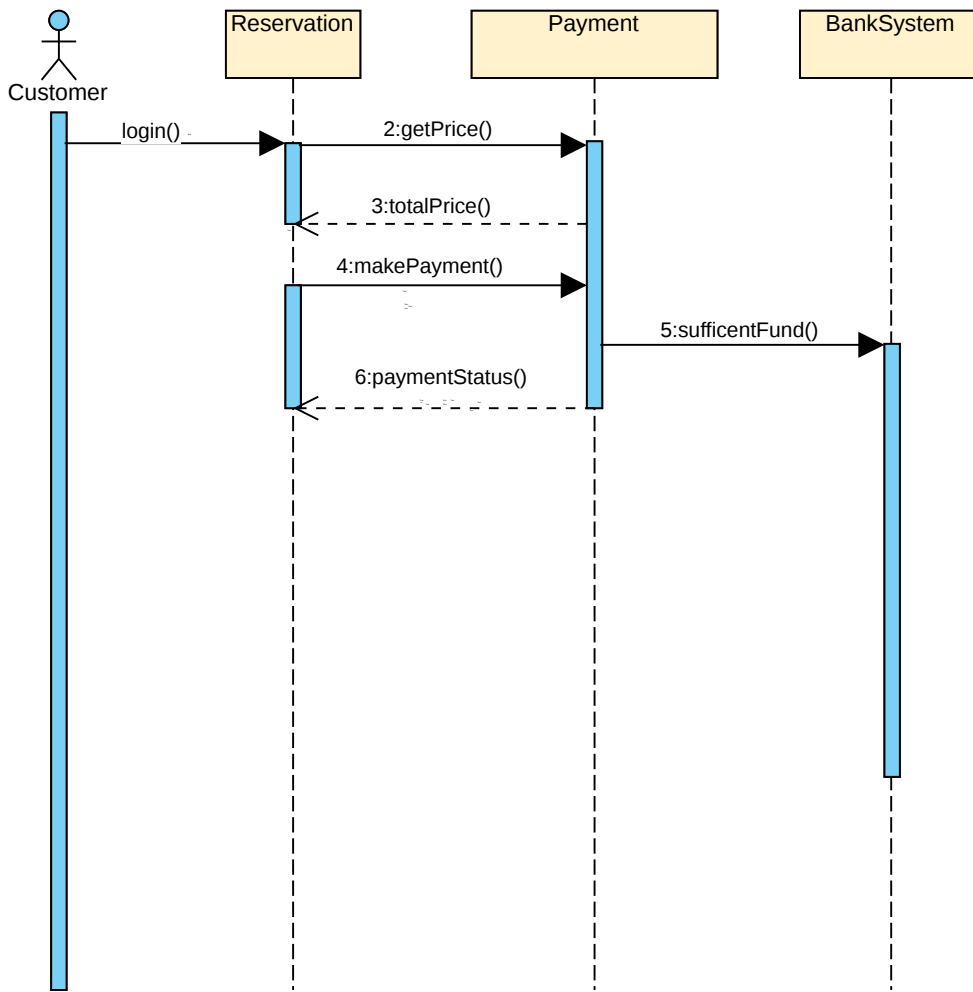 Reservation
Payment
BankSystem
Customer
login()
2:getPrice()
3:totalPrice()
4:makePayment()
5:sufficentFund()
6:paymentStatus()